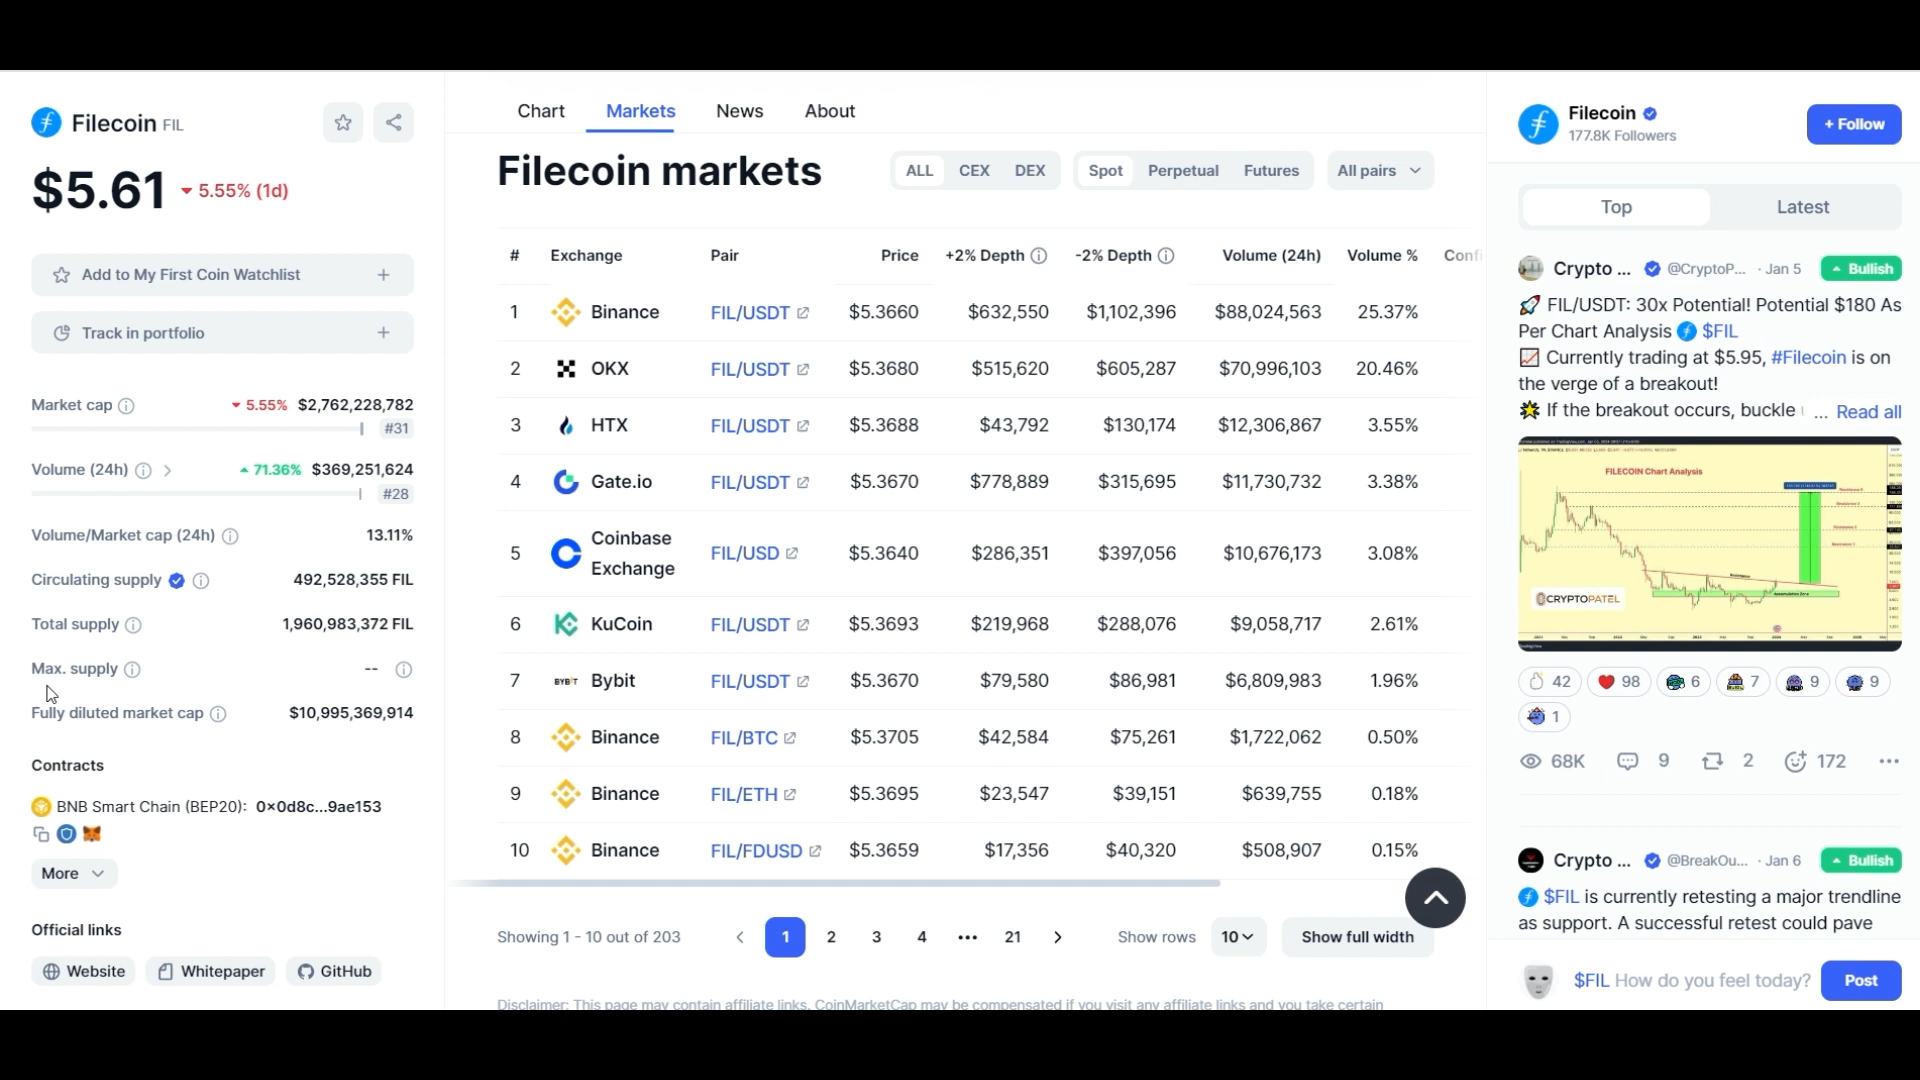 Filecoin FIL
$5.61 5.55% (1d)
Add to My First Coin Watchlist +
Track in portfolio +
Market cap 5.55% $2,762,228,782
#31
Volume (24h) 71.36% $369,251,624
#28
Volume/Market cap (24h) 13.11%
Circulating supply 492,528,355 FIL
Total supply 1,960,983,372 FIL
Max. supply --
Fully diluted market cap $10,995,369,914
Contracts
BNB Smart Chain (BEP20): 0x0d8c...9ae153
More
Official links
Website Whitepaper GitHub
Chart Markets News About
Filecoin markets ALL CEX DEX Spot Perpetual Futures All pairs
# Exchange Pair Price +2% Depth -2% Depth Volume (24h) Volume % Confi
1 Binance FIL/USDT $5.3660 $632,550 $1,102,396 $88,024,563 25.37%
2 OKX FIL/USDT $5.3680 $515,620 $605,287 $70,996,103 20.46%
3 HTX FIL/USDT $5.3688 $43,792 $130,174 $12,306,867 3.55%
4 Gate.io FIL/USDT $5.3670 $778,889 $315,695 $11,730,732 3.38%
5 Coinbase Exchange FIL/USD $5.3640 $286,351 $397,056 $10,676,173 3.08%
6 KuCoin FIL/USDT $5.3693 $219,968 $288,076 $9,058,717 2.61%
7 BYBIT Bybit FIL/USDT $5.3670 $79,580 $86,981 $6,809,983 1.96%
8 Binance FIL/BTC $5.3705 $42,584 $75,261 $1,722,062 0.50%
9 Binance FIL/ETH $5.3695 $23,547 $39,151 $639,755 0.18%
10 Binance FIL/FDUSD $5.3659 $17,356 $40,320 $508,907 0.15%
Showing 1 - 10 out of 203 1 2 3 4 ••• 21 Show rows 10 Show full width
Disclaimer: This page may contain affiliate links. CoinMarketCap may be compensated if you visit any affiliate links and you take certain
Filecoin
177.8K Followers
+ Follow
Top Latest
Crypto ... @CryptoP... · Jan 5 Bullish
🚀 FIL/USDT: 30x Potential! Potential $180 As
Per Chart Analysis $FIL
📈 Currently trading at $5.95, #Filecoin is on
the verge of a breakout!
🌟 If the breakout occurs, buckle ... Read all
FILECOIN Chart Analysis
CRYPTOPATEL
Accumulation Zone
42 98 6 7 9 9
1
68K 9 2 172
Crypto ... @BreakOu... · Jan 6 Bullish
$FIL is currently retesting a major trendline
as support. A successful retest could pave
$FIL How do you feel today? Post